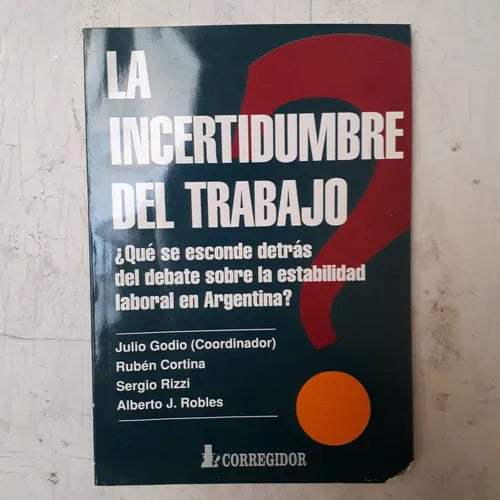 LA
INCERTIDUMBRE
DEL TRABAJO
¿Qué se esconde detrás
del debate sobre la estabilidad
laboral en Argentina?
Julio Godio (Coordinador)
Rubén Cortina
Sergio Rizzi
Alberto J. Robles
CORREGIDOR